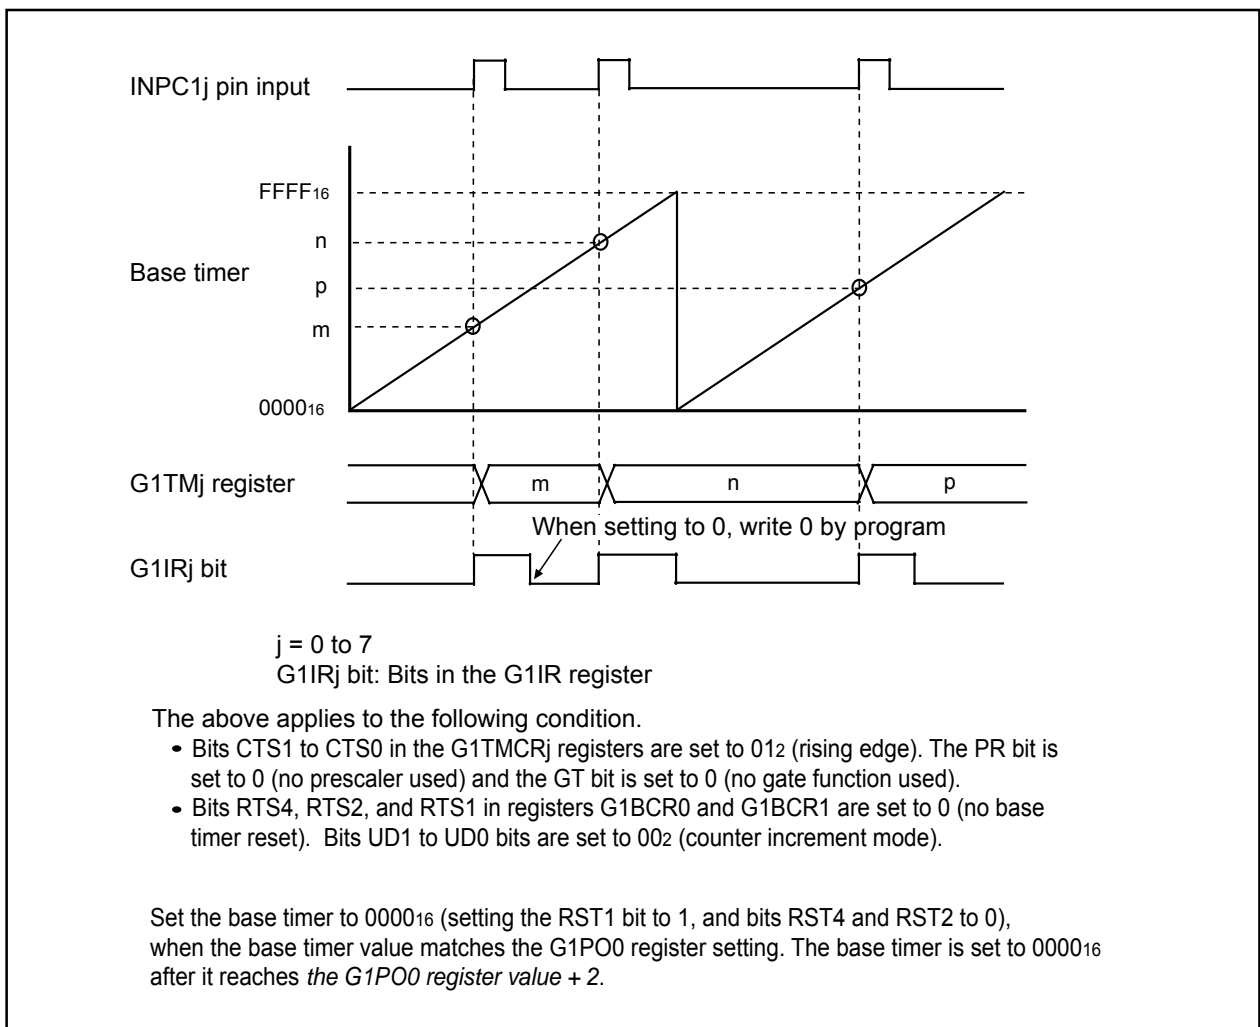 INPC1j pin input
FFFF16
n
Base timer
p
m
000016
G1TMj register
m
n
p
When setting to 0, write 0 by program
G1IRj bit
j = 0 to 7
G1IRj bit: Bits in the G1IR register
The above applies to the following condition.
• Bits CTS1 to CTS0 in the G1TMCRj registers are set to 012 (rising edge). The PR bit is
set to 0 (no prescaler used) and the GT bit is set to 0 (no gate function used).
• Bits RTS4, RTS2, and RTS1 in registers G1BCR0 and G1BCR1 are set to 0 (no base
timer reset). Bits UD1 to UD0 bits are set to 002 (counter increment mode).
Set the base timer to 000016 (setting the RST1 bit to 1, and bits RST4 and RST2 to 0),
when the base timer value matches the G1PO0 register setting. The base timer is set to 000016
after it reaches the G1PO0 register value + 2.